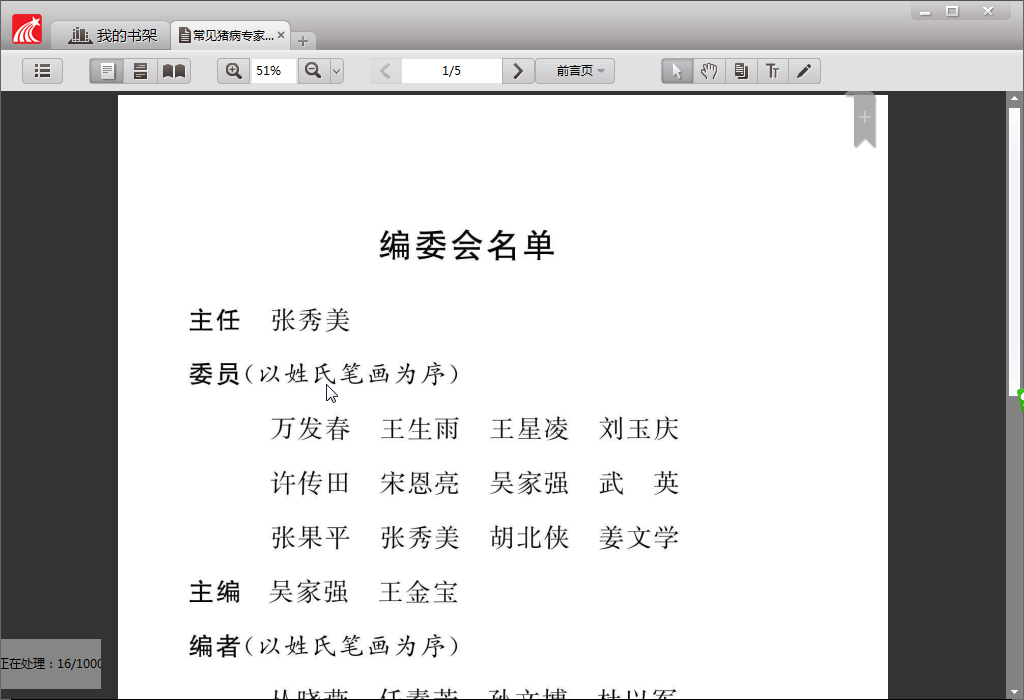 我的书架
常见猪病专家...
51%
1/5
前言页
编委会名单
主任 张秀美
委员(以姓氏笔画为序)
万发春 王生雨 王星凌 刘玉庆
许传田 宋恩亮 吴家强 武 英
张果平 张秀美 胡北侠 姜文学
主编 吴家强 王金宝
编者(以姓氏笔画为序)
正在处理：16/1000